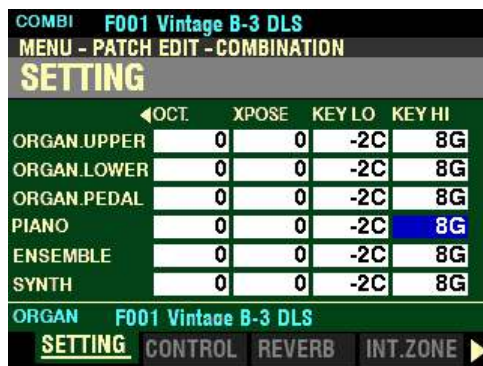 COMBI F001 Vintage B-3 DLS
MENU - PATCH EDIT - COMBINATION
SETTING
OCT. XPOSE KEY LO KEY HI
ORGAN.UPPER 0 0 -2C 8G
ORGAN.LOWER 0 0 -2C 8G
ORGAN.PEDAL 0 0 -2C 8G
PIANO 0 0 -2C 8G
ENSEMBLE 0 0 -2C 8G
SYNTH 0 0 -2C 8G
ORGAN F001 Vintage B-3 DLS
SETTING CONTROL REVERB INT.ZONE